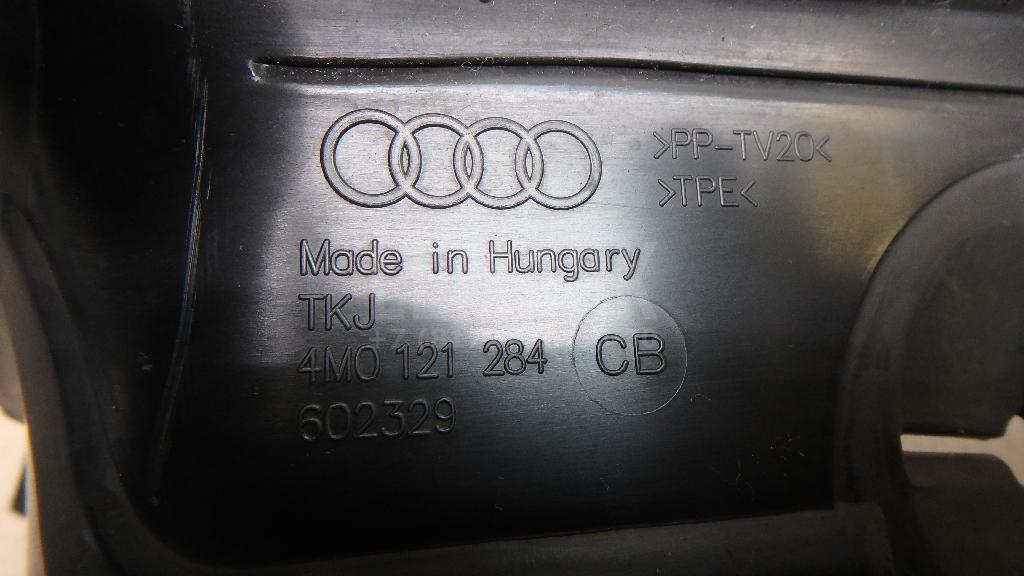 >PP-TV20<
>TPE<
Made in Hungary
TKJ
4M0 121 284 CB
602329